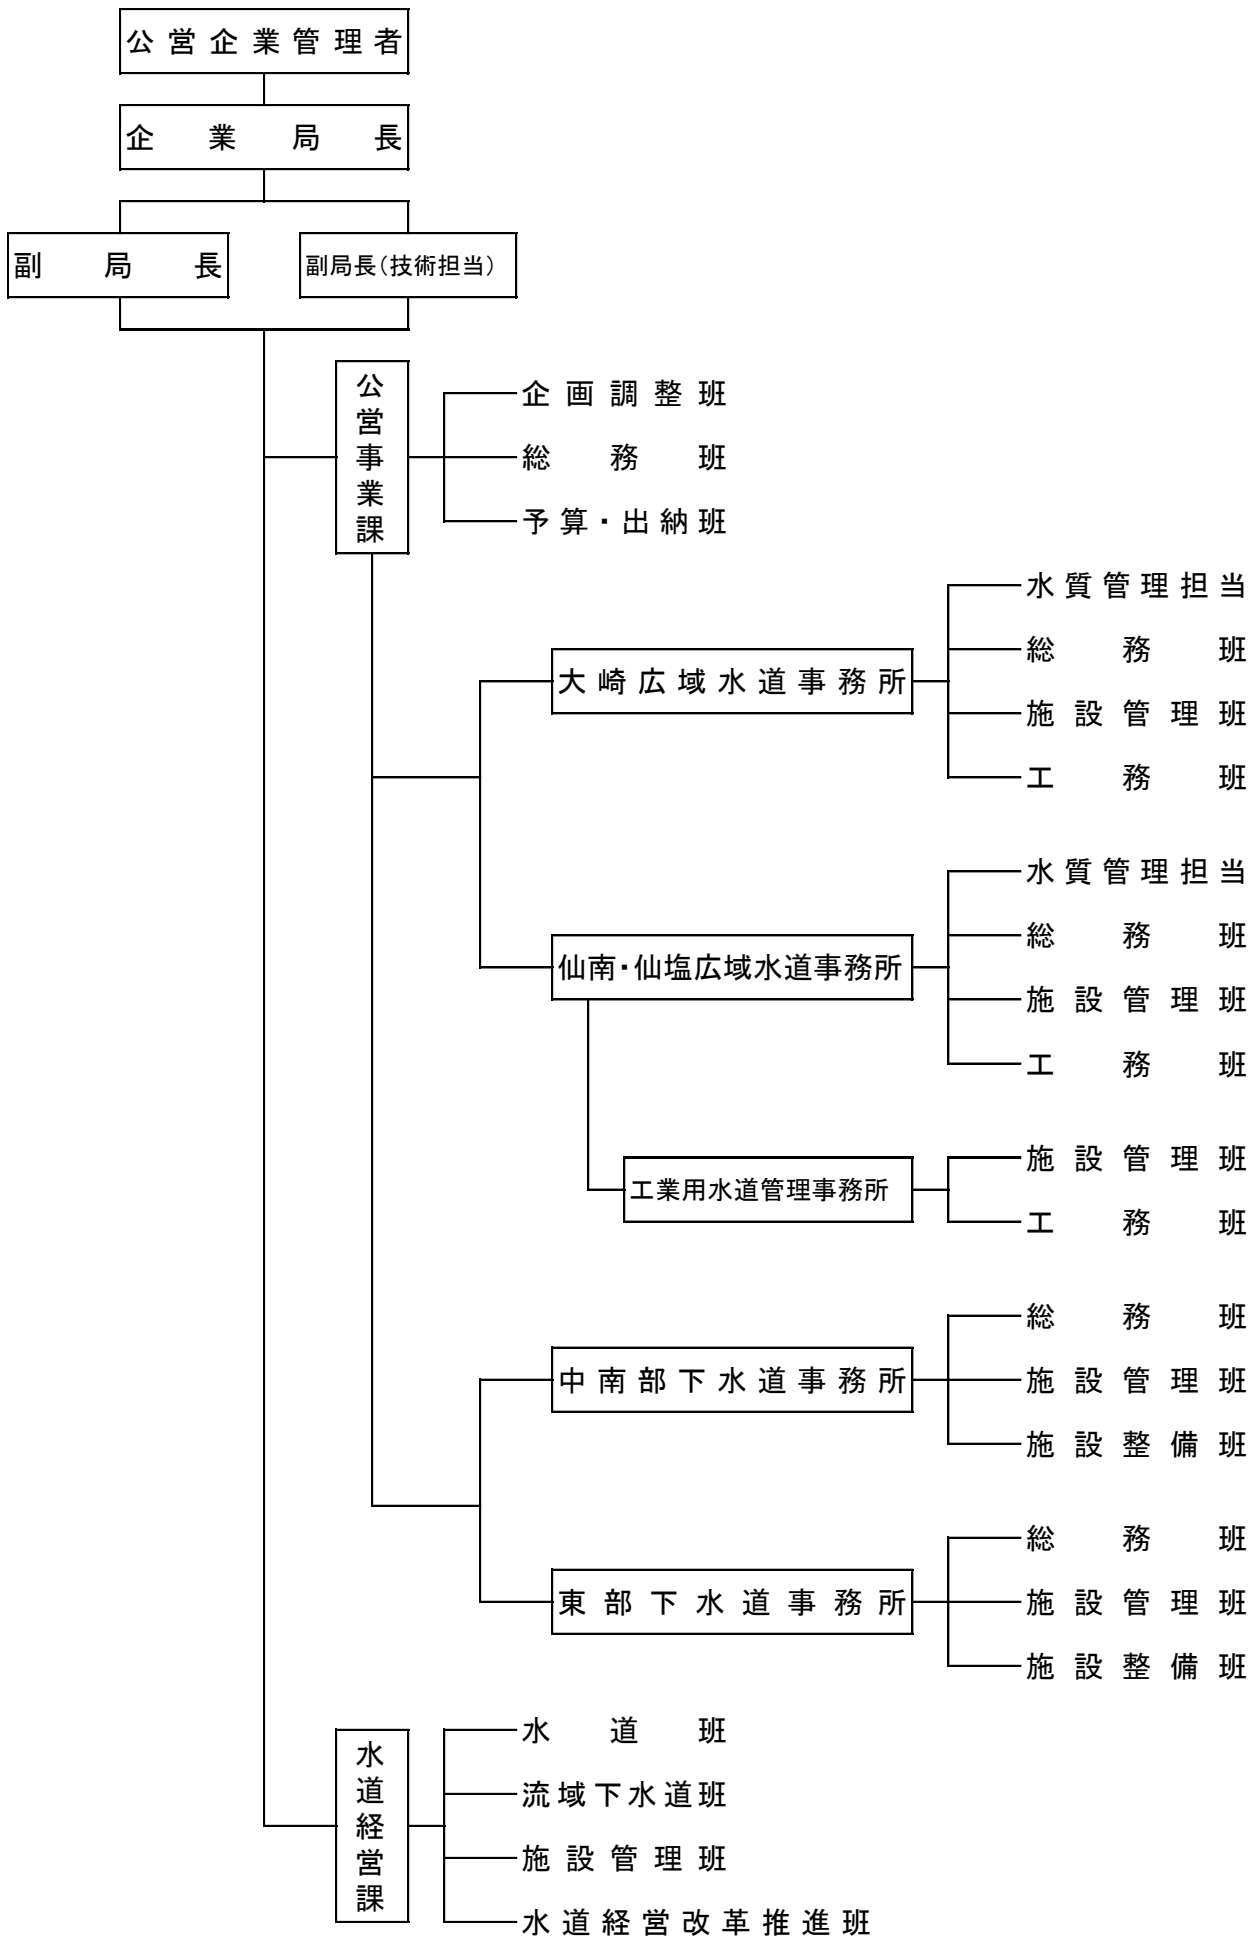 公営企業管理者
企業局長
副局長
副局長（技術担当）
公営事業課
企画調整班
総務班
予算・出納班
大崎広域水道事務所
水質管理担当
総務班
施設管理班
工務班
仙南・仙塩広域水道事務所
水質管理担当
総務班
施設管理班
工務班
工業用水道管理事務所
施設管理班
工務班
中南部下水道事務所
総務班
施設管理班
施設整備班
東部下水道事務所
総務班
施設管理班
施設整備班
水道経営課
水道班
流域下水道班
施設管理班
水道経営改革推進班